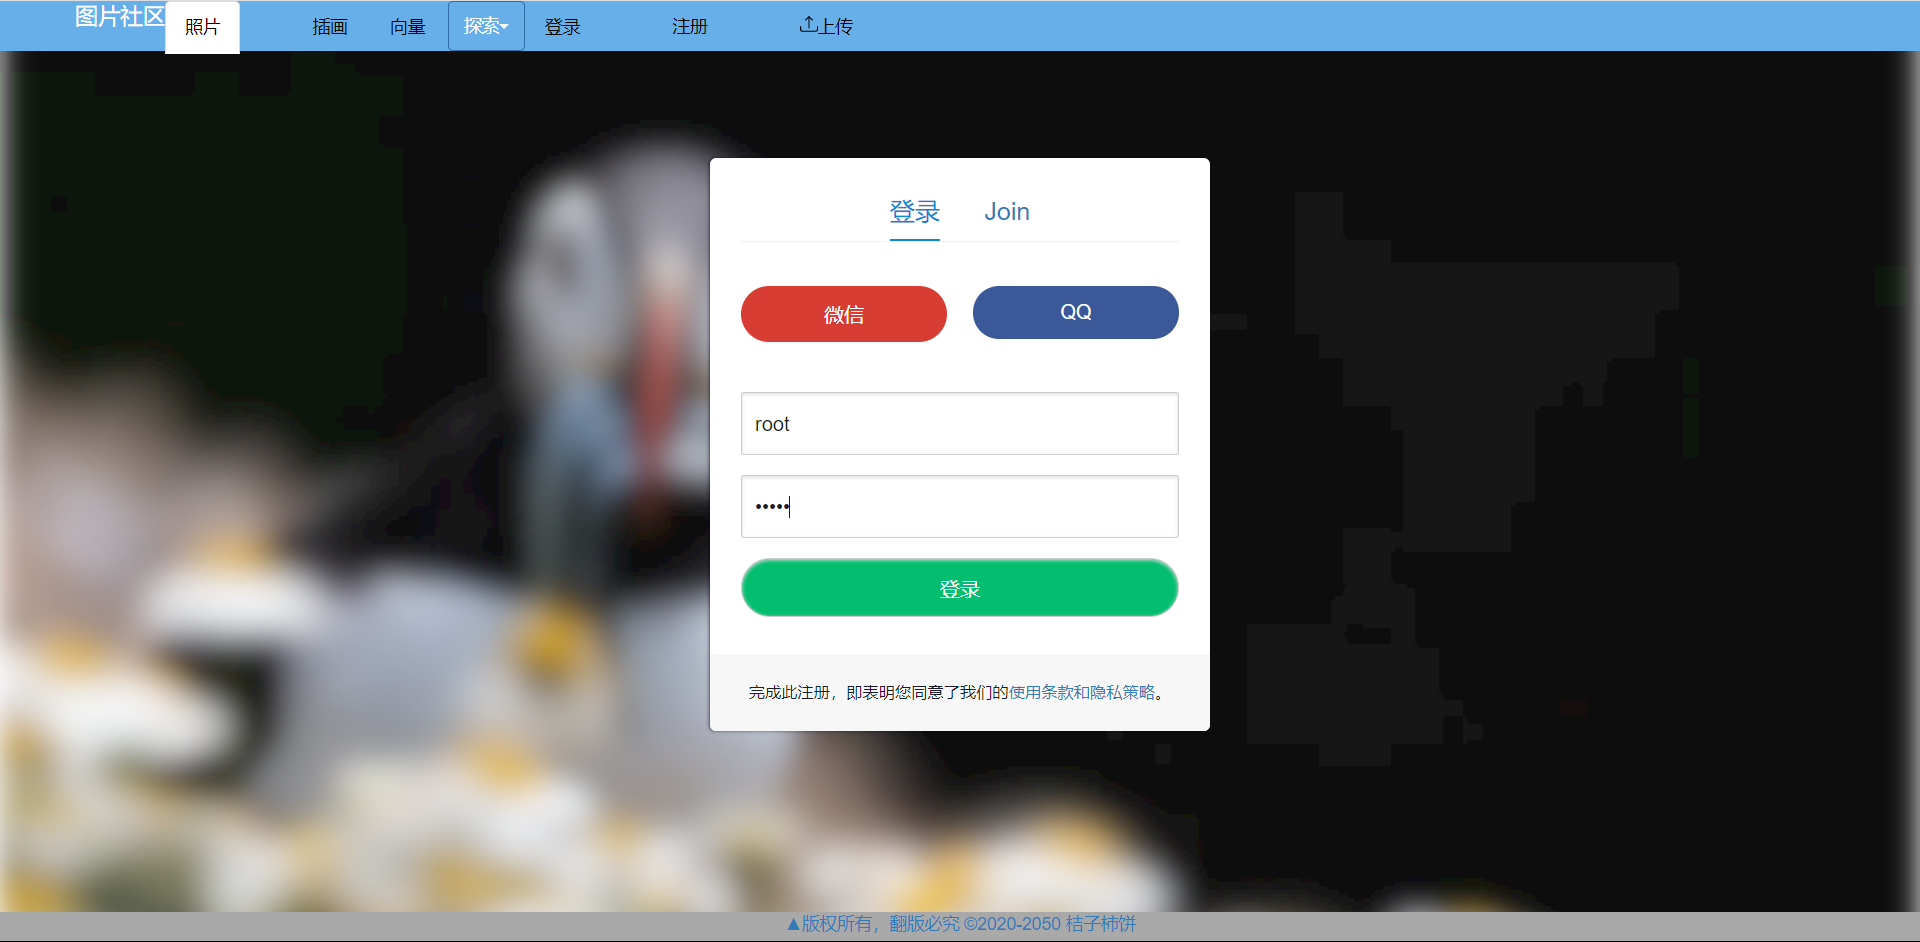 图片社区 照片 插画 向量 探索 登录 注册 上传
登录 Join
微信 QQ
root
•••••
登录
完成此注册，即表明您同意了我们的使用条款和隐私策略。
▲版权所有，翻版必究 ©2020-2050 桔子柿饼